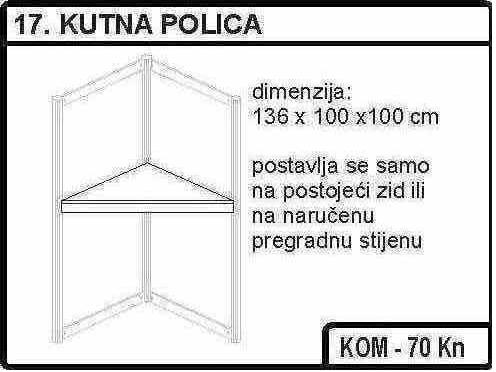 17. KUTNA POLICA
dimenzija:
136 x 100 x100 cm
postavlja se samo
na postojeći zid ili
na naručenu
pregradnu stijenu
KOM - 70 Kn